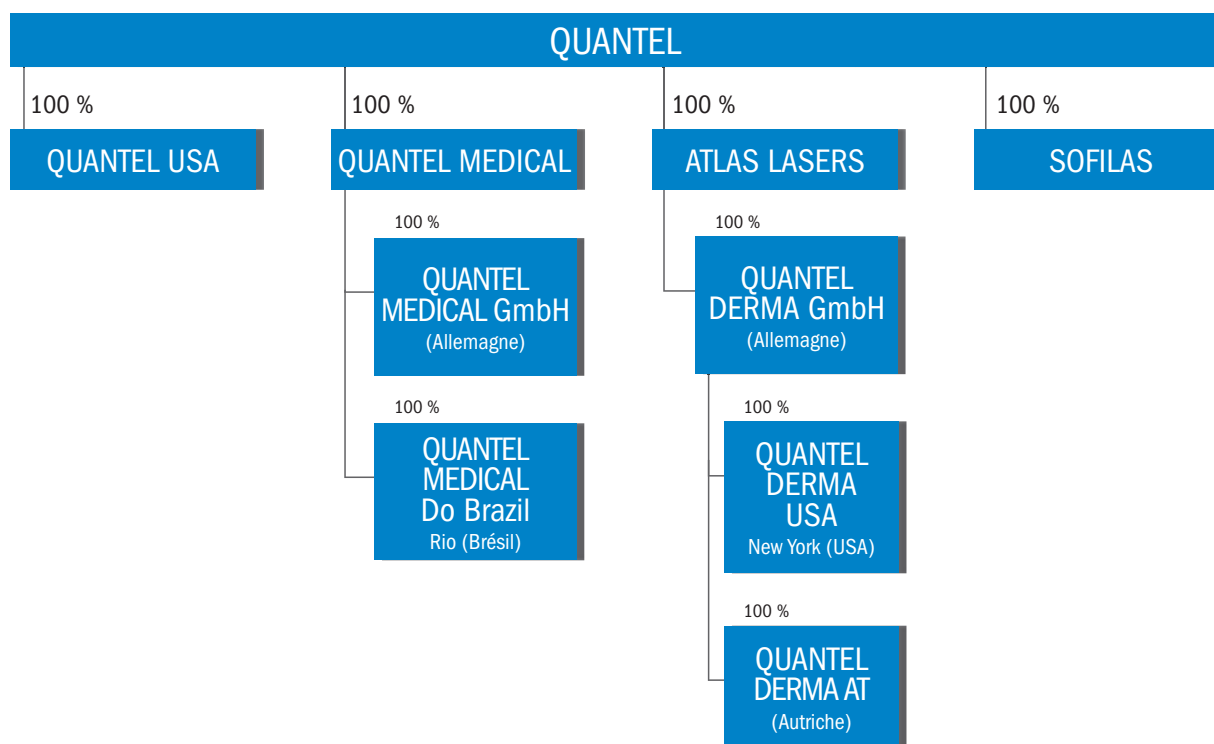 QUANTEL
100 %
100 %
100 %
100 %
QUANTEL USA
QUANTEL MEDICAL
ATLAS LASERS
SOFILAS
100 %
QUANTEL
MEDICAL GmbH
(Allemagne)
100 %
QUANTEL
MEDICAL
Do Brazil
Rio (Brésil)
100 %
QUANTEL
DERMA GmbH
(Allemagne)
100 %
QUANTEL
DERMA
USA
New York (USA)
100 %
QUANTEL
DERMA AT
(Autriche)